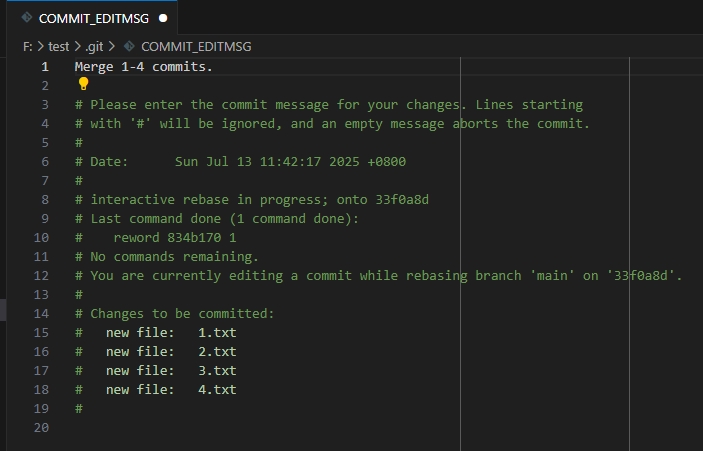 COMMIT_EDITMSG
F: > test > .git > COMMIT_EDITMSG
1 Merge 1-4 commits.
2
3 # Please enter the commit message for your changes. Lines starting
4 # with '#' will be ignored, and an empty message aborts the commit.
5 #
6 # Date:      Sun Jul 13 11:42:17 2025 +0800
7 #
8 # interactive rebase in progress; onto 33f0a8d
9 # Last command done (1 command done):
10 #    reword 834b170 1
11 # No commands remaining.
12 # You are currently editing a commit while rebasing branch 'main' on '33f0a8d'.
13 #
14 # Changes to be committed:
15 #   new file:   1.txt
16 #   new file:   2.txt
17 #   new file:   3.txt
18 #   new file:   4.txt
19 #
20